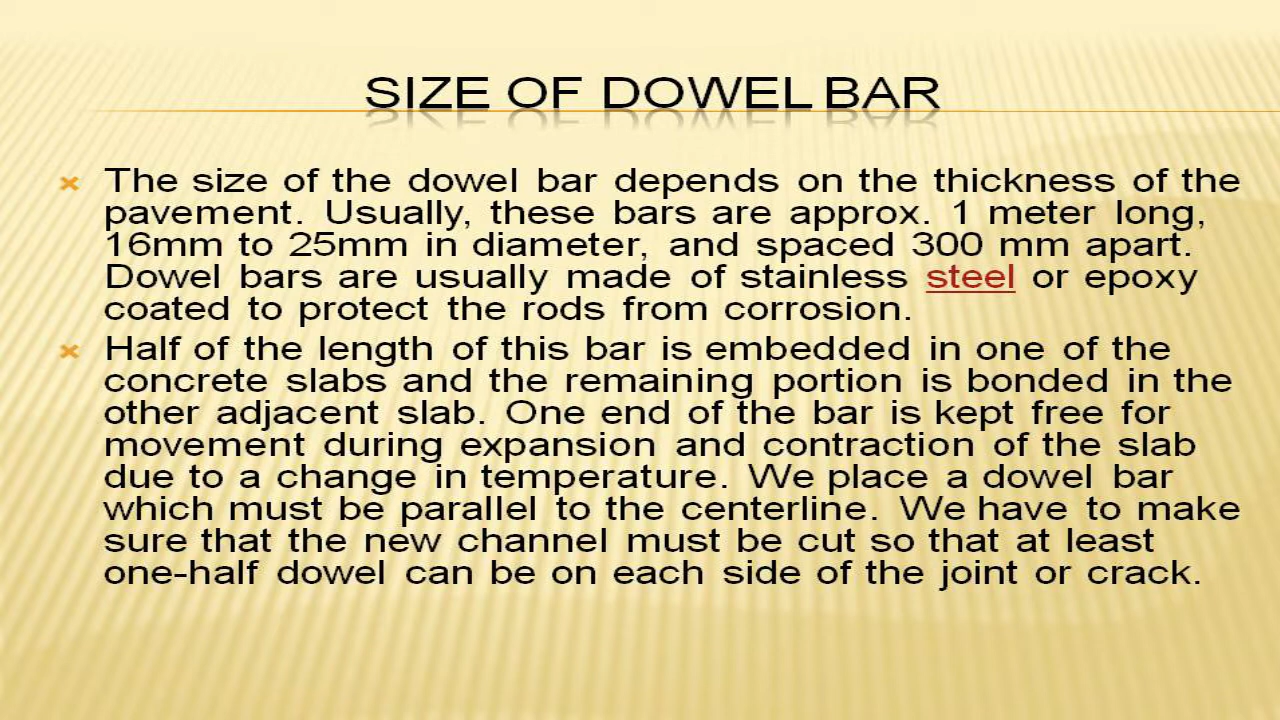 SIZE OF DOWEL BAR
The size of the dowel bar depends on the thickness of the
pavement. Usually, these bars are approx. 1 meter long,
16mm to 25mm in diameter, and spaced 300 mm apart.
Dowel bars are usually made of stainless steel or epoxy
coated to protect the rods from corrosion.
Half of the length of this bar is embedded in one of the
concrete slabs and the remaining portion is bonded in the
other adjacent slab. One end of the bar is kept free for
movement during expansion and contraction of the slab
due to a change in temperature. We place a dowel bar
which must be parallel to the centerline. We have to make
sure that the new channel must be cut so that at least
one-half dowel can be on each side of the joint or crack.